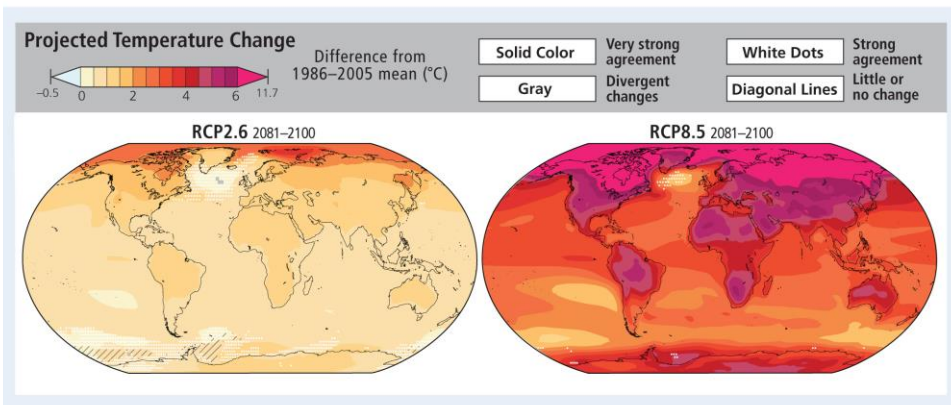 Projected Temperature Change
−0.5 0 2 4 6 11.7
Difference from
1986–2005 mean (°C)
Solid Color
Very strong
agreement
White Dots
Strong
agreement
Gray
Divergent
changes
Diagonal Lines
Little or
no change
RCP2.6 2081–2100
RCP8.5 2081–2100